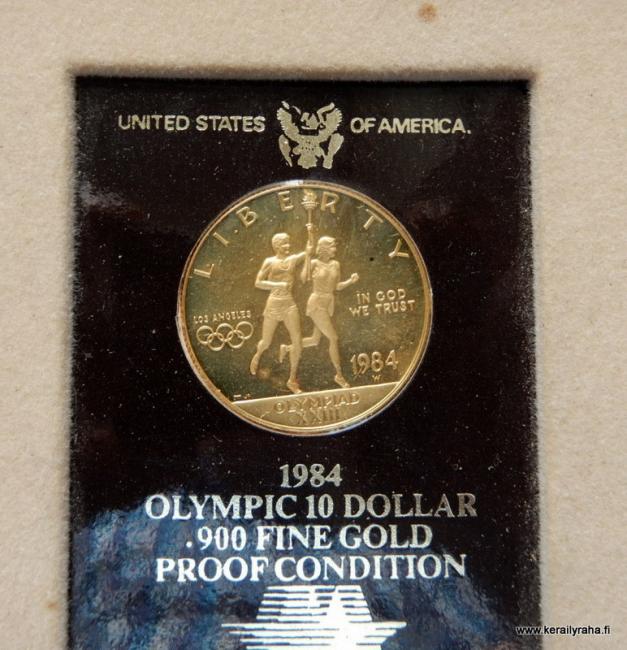 UNITED STATES OF AMERICA.
LIBERTY
LOS ANGELES
IN GOD
WE TRUST
1984
W
OLYMPIAD
XXIII
1984
OLYMPIC 10 DOLLAR
.900 FINE GOLD
PROOF CONDITION
www.kerailyraha.fi